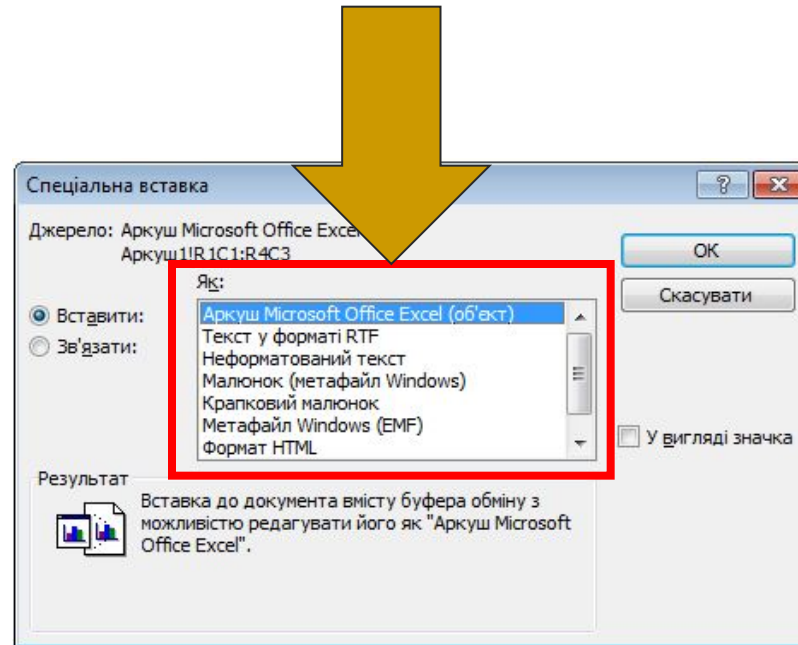 Спеціальна вставка
Джерело: Аркуш Microsoft Office Excel
Аркуш1!R1C1:R4C3
Як:
Вставити:
Зв'язати:
Аркуш Microsoft Office Excel (об'єкт)
Текст у форматі RTF
Неформатований текст
Малюнок (метафайл Windows)
Крапковий малюнок
Метафайл Windows (EMF)
Формат HTML
ОК
Скасувати
У вигляді значка
Результат
Вставка до документа вмісту буфера обміну з
можливістю редагувати його як "Аркуш Microsoft
Office Excel".